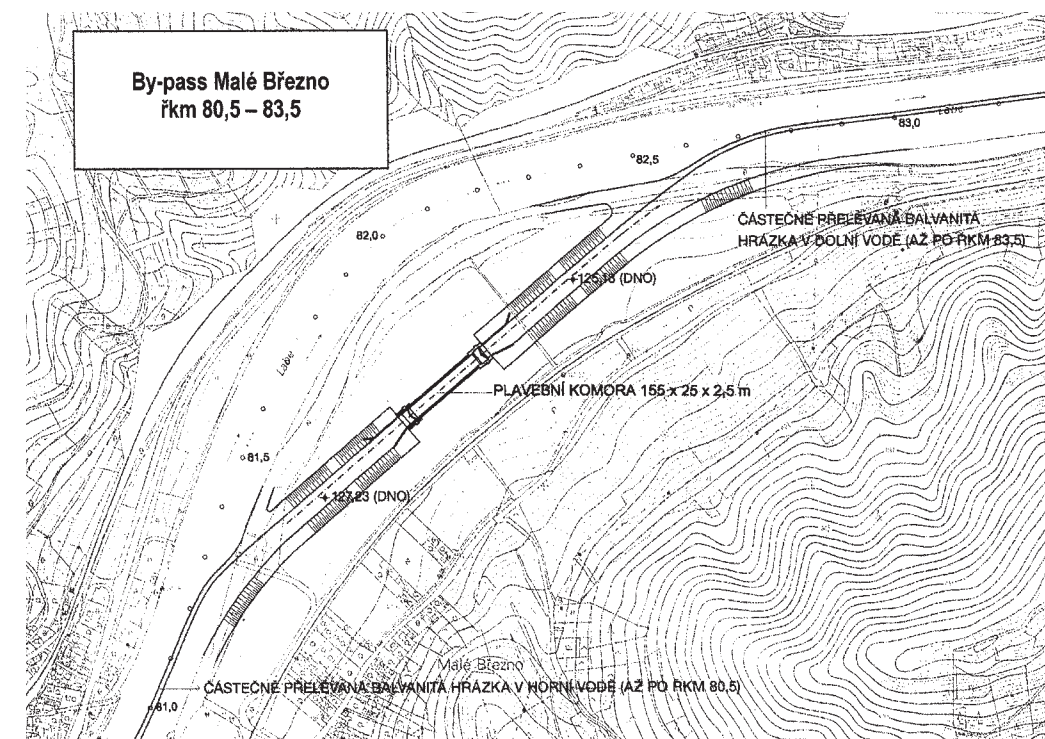 By-pass Malé Březno
řkm 80,5 – 83,5
83,0
Labe
82,5
ČÁSTEČNĚ PŘELÉVANÁ BALVANITÁ
HRÁZKA V DOLNÍ VODĚ (AŽ PO ŘKM 83,5)
82,0
125,18 (DNO)
Labe
PLAVEBNÍ KOMORA 155 x 25 x 2,5 m
81,5
127,23 (DNO)
Malé Březno
ČÁSTEČNĚ PŘELÉVANÁ BALVANITÁ HRÁZKA V HORNÍ VODĚ (AŽ PO ŘKM 80,5)
81,0